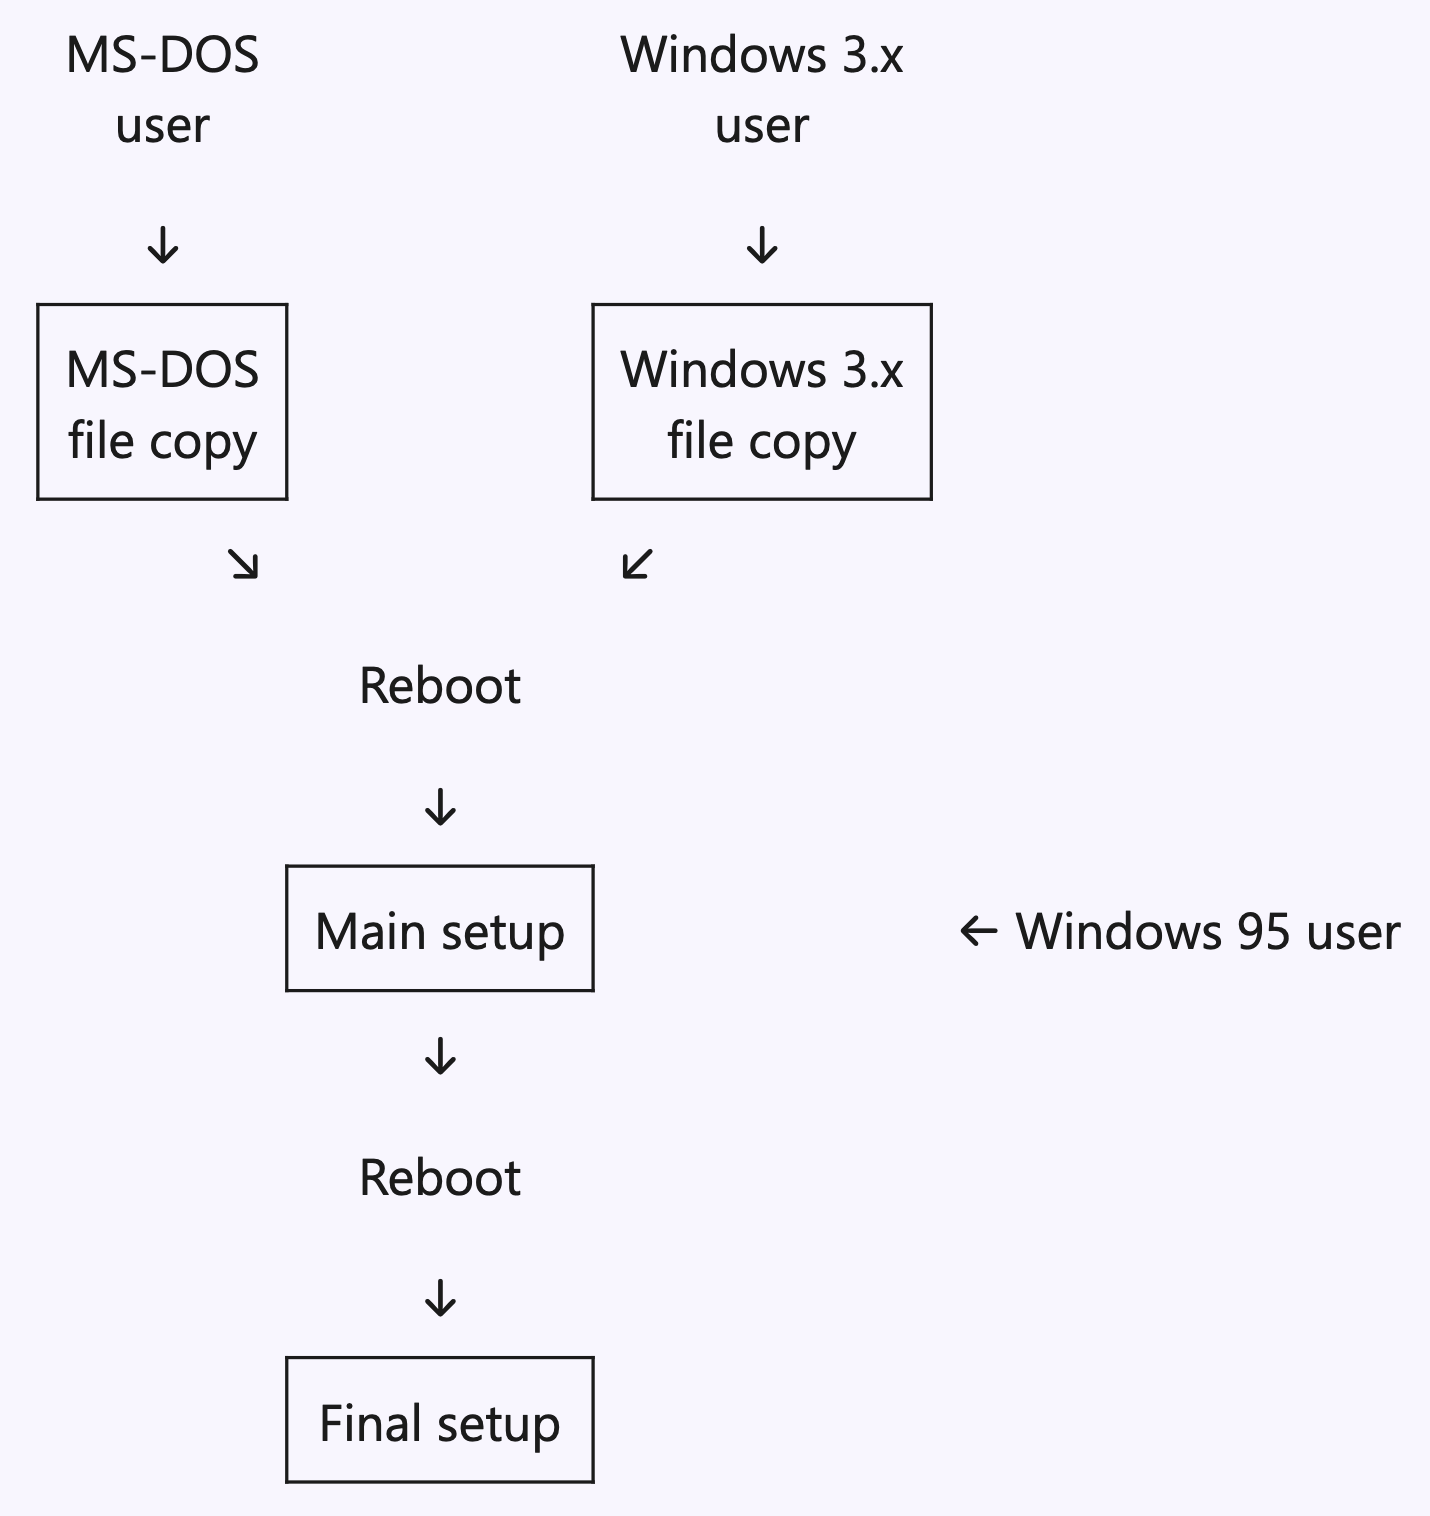 MS-DOS
user
Windows 3.x
user
MS-DOS
file copy
Windows 3.x
file copy
Reboot
Main setup
Windows 95 user
Reboot
Final setup